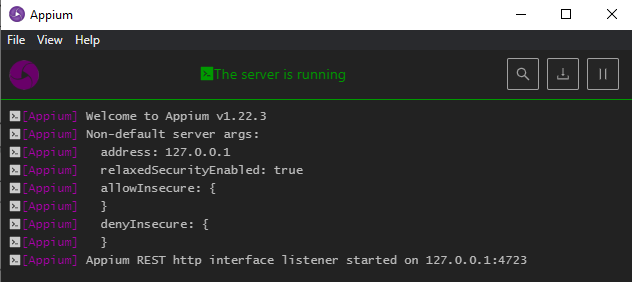 Appium
File View Help
The server is running
[Appium] Welcome to Appium v1.22.3
[Appium] Non-default server args:
[Appium]   address: 127.0.0.1
[Appium]   relaxedSecurityEnabled: true
[Appium]   allowInsecure: {
[Appium]   }
[Appium]   denyInsecure: {
[Appium]   }
[Appium] Appium REST http interface listener started on 127.0.0.1:4723